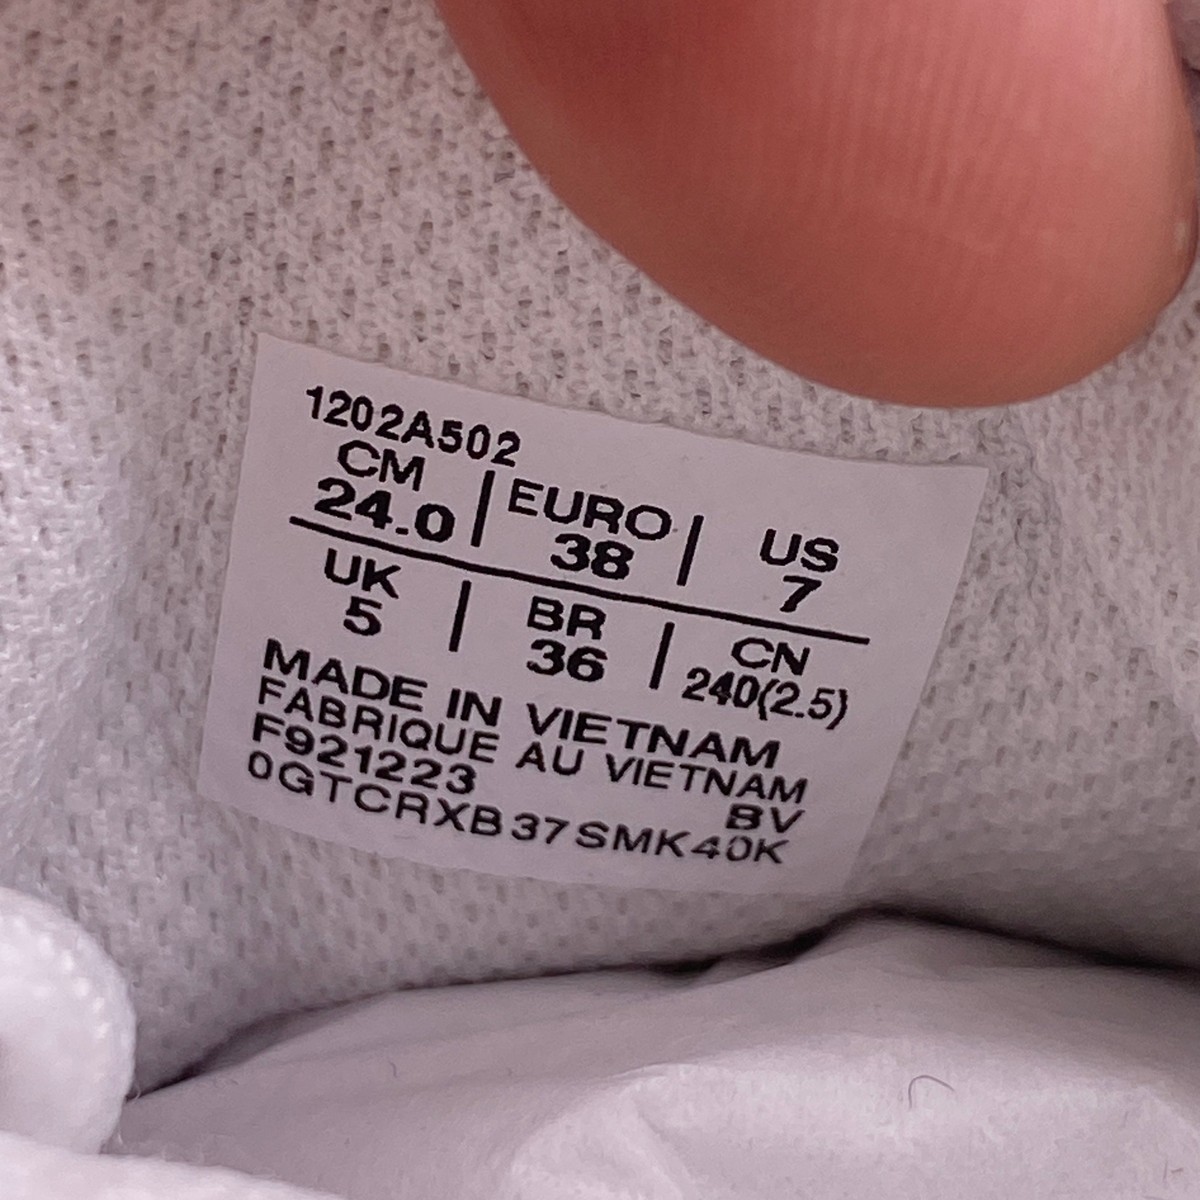 1202A502
CM | EURO | US
24.0 | 38 | 7
UK | BR | CN
5 | 36 | 240(2.5)
MADE IN VIETNAM
FABRIQUE AU VIETNAM
F921223 BV
0GTCRXB37SMK40K